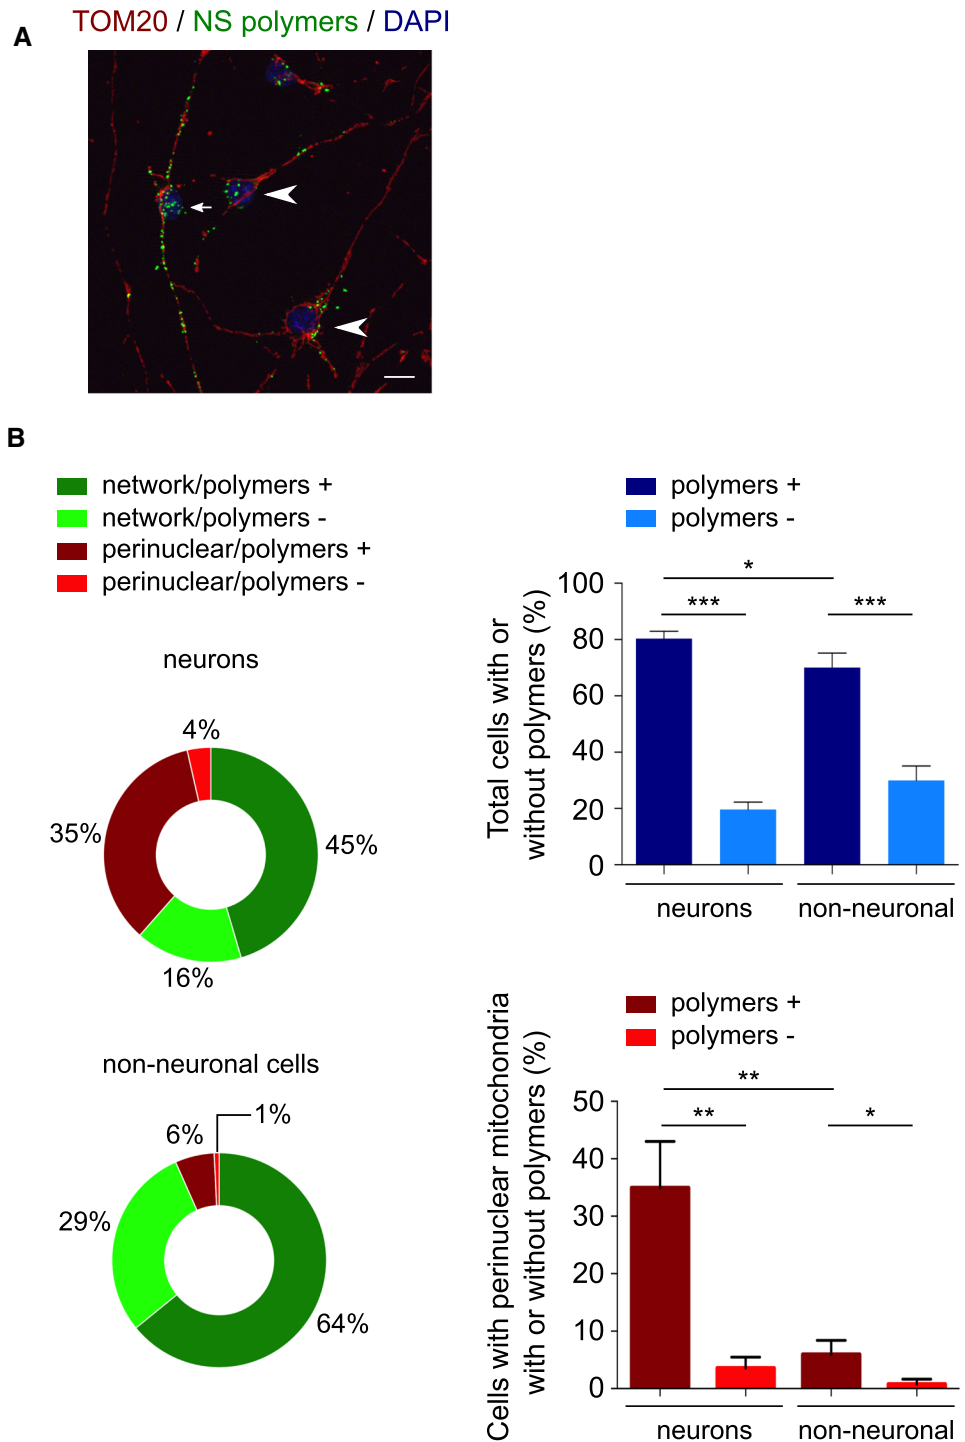 A
TOM20 / NS polymers / DAPI
B
network/polymers +
network/polymers -
perinuclear/polymers +
perinuclear/polymers -
neurons
4%
35%
45%
16%
non-neuronal cells
1%
6%
29%
64%
polymers +
polymers -
Total cells with or
without polymers (%)
100
80
60
40
20
0
*
***
***
neurons
non-neuronal
polymers +
polymers -
Cells with perinuclear mitochondria
with or without polymers (%)
50
40
30
20
10
0
**
**
*
neurons
non-neuronal